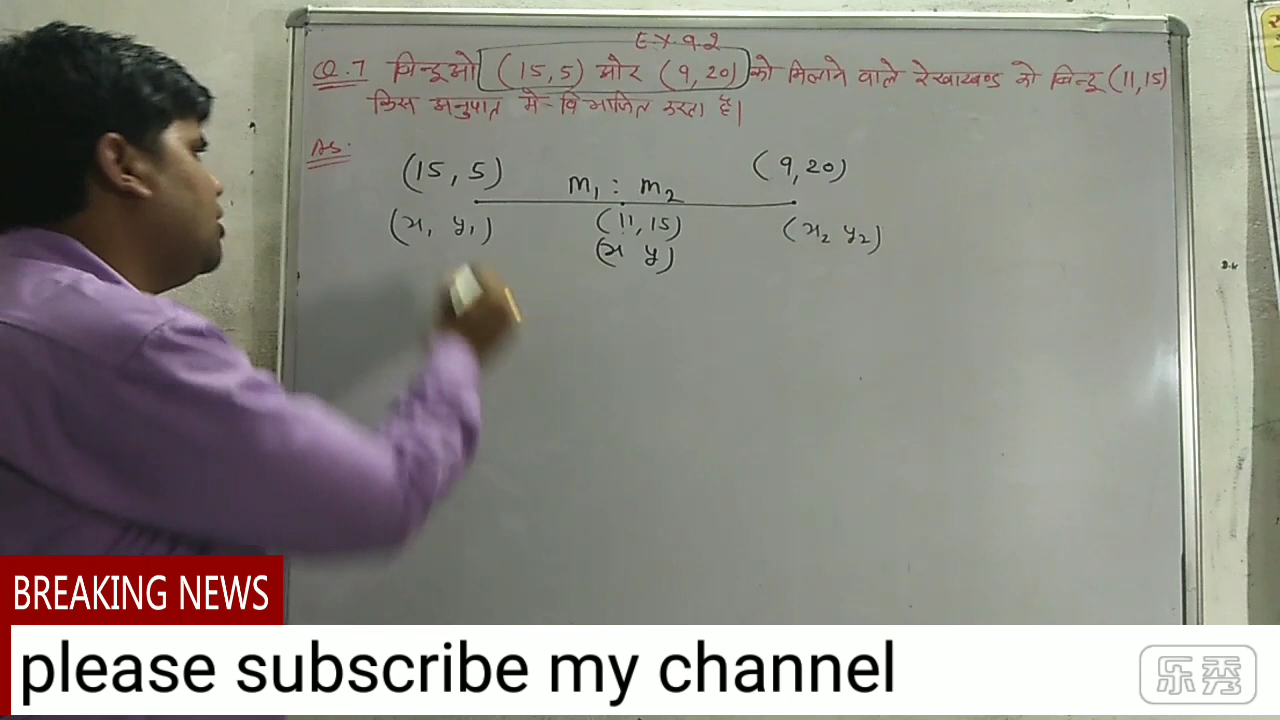 Ex 9.2
Q.7 बिन्दुओ (15,5) और (9,20) को मिलाने वाले रेखाखण्ड को बिन्दू (11,15)
किस अनुपात मे विभाजित करता है।
As.
(15, 5) (9,20)
m₁ : m₂
(x₁ y₁) (11,15) (x₂ y₂)
(x y)
BREAKING NEWS
please subscribe my channel
乐秀